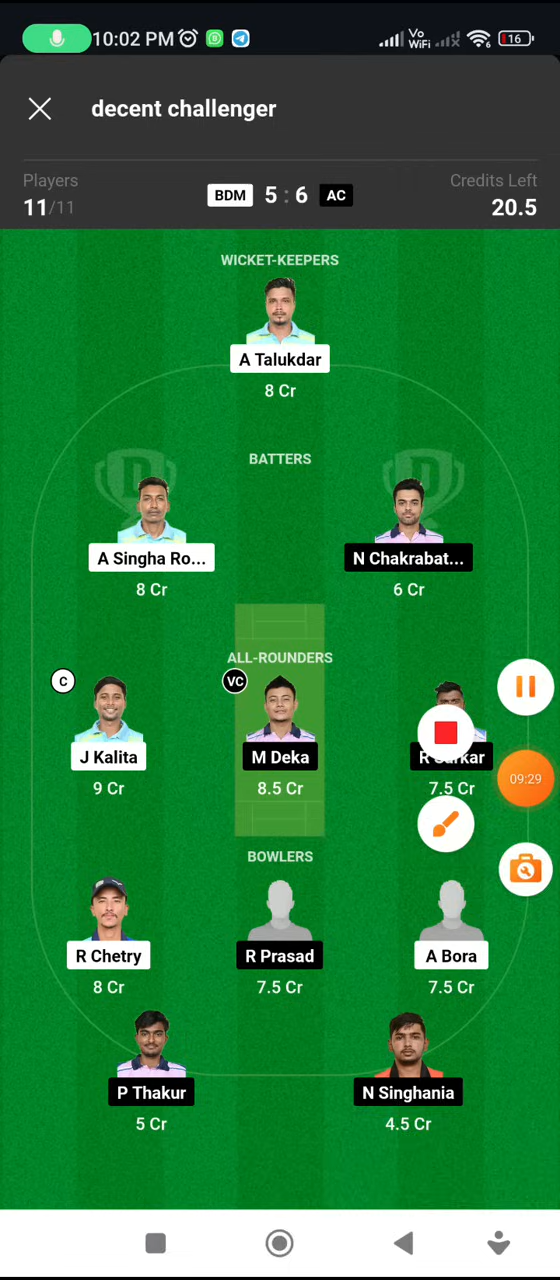 10:02 PM
Vo
WiFi
6
16
decent challenger
Players
11/11
BDM 5 : 6 AC
Credits Left
20.5
WICKET-KEEPERS
A Talukdar
8 Cr
BATTERS
A Singha Ro...
N Chakrabat...
8 Cr
6 Cr
ALL-ROUNDERS
C
VC
J Kalita
M Deka
8.5 Cr
9 Cr
7.5 Cr
09:29
BOWLERS
R Chetry
R Prasad
A Bora
8 Cr
7.5 Cr
7.5 Cr
P Thakur
N Singhania
5 Cr
4.5 Cr